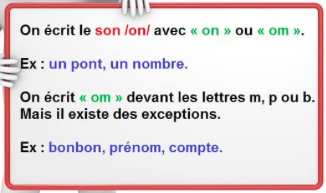 On écrit le son /on/ avec « on » ou « om ».
Ex : un pont, un nombre.
On écrit « om » devant les lettres m, p ou b.
Mais il existe des exceptions.
Ex : bonbon, prénom, compte.